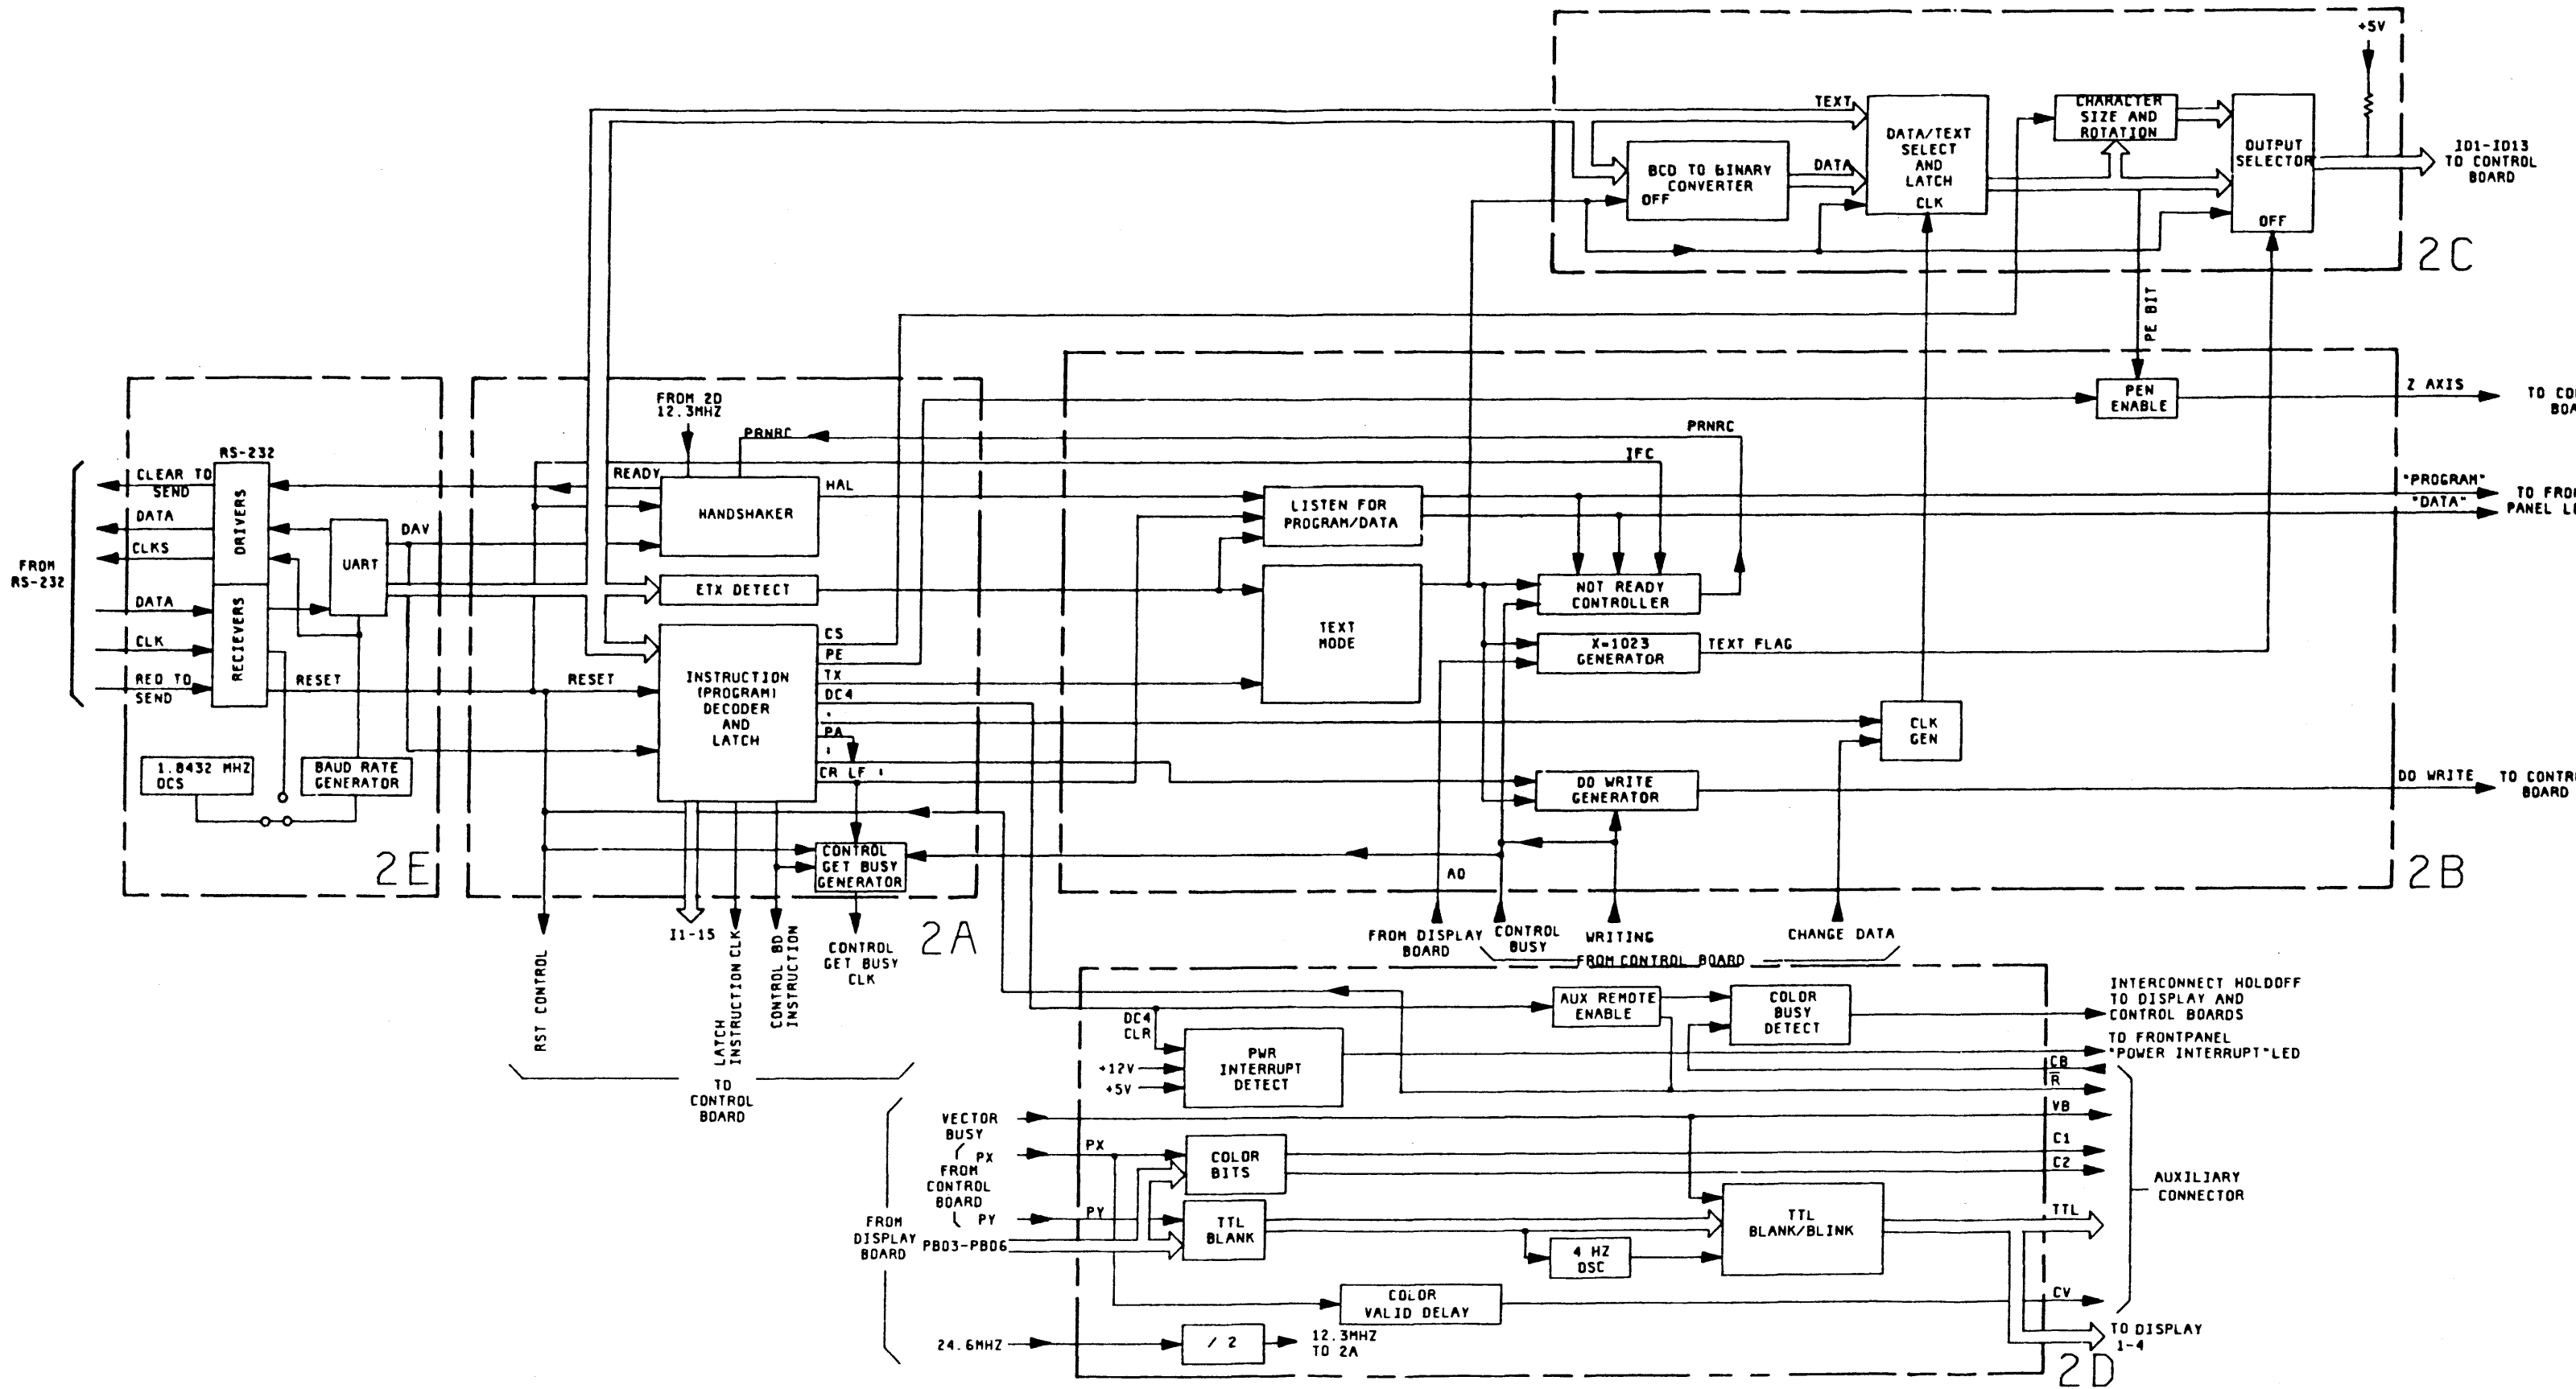 +5V
TEXT
DATA/TEXT
SELECT
AND
LATCH
CLK
CHARACTER
SIZE AND
ROTATION
OUTPUT
SELECTOR
OFF
ID1-ID13
TO CONTROL
BOARD
BCD TO BINARY
CONVERTER
OFF
DATA
2C
PE BIT
PEN
ENABLE
Z AXIS
TO CO
BOA
FROM 2D
12.3MHZ
PRNRC
PRNRC
IFC
READY
HANDSHAKER
HAL
LISTEN FOR
PROGRAM/DATA
"PROGRAM"
"DATA"
TO FRO
PANEL L
RS-232
CLEAR TO
SEND
DATA
CLKS
DRIVERS
UART
DAV
FROM
RS-232
DATA
CLK
REQ TO
SEND
RECIEVERS
RESET
RESET
1.8432 MHZ
OCS
BAUD RATE
GENERATOR
2E
ETX DETECT
INSTRUCTION
(PROGRAM)
DECODER
AND
LATCH
CS
PE
TX
DC4
PA
CR LF
TEXT
MODE
NOT READY
CONTROLLER
X=1023
GENERATOR
TEXT FLAG
CLK
GEN
DO WRITE
GENERATOR
DO WRITE
TO CONT
BOARD
2B
CONTROL
GET BUSY
GENERATOR
2A
RST CONTROL
I1-15
LATCH
INSTRUCTION CLK
CONTROL BD
INSTRUCTION
CONTROL
GET BUSY
CLK
TO
CONTROL
BOARD
A0
FROM DISPLAY
BOARD
CONTROL
BUSY
WRITING
CHANGE DATA
FROM CONTROL BOARD
DC4
CLR
+12V
+5V
PWR
INTERRUPT
DETECT
AUX REMOTE
ENABLE
COLOR
BUSY
DETECT
INTERCONNECT HOLDOFF
TO DISPLAY AND
CONTROL BOARDS
TO FRONTPANEL
"POWER INTERRUPT"LED
CB
R
VB
C1
C2
TTL
CV
AUXILIARY
CONNECTOR
VECTOR
BUSY
PX
FROM
CONTROL
BOARD
PY
FROM
DISPLAY
BOARD
PB03-PB06
PX
PY
COLOR
BITS
TTL
BLANK
4 HZ
OSC
TTL
BLANK/BLINK
COLOR
VALID DELAY
24.6MHZ
/ 2
12.3MHZ
TO 2A
TO DISPLAY
1-4
2D